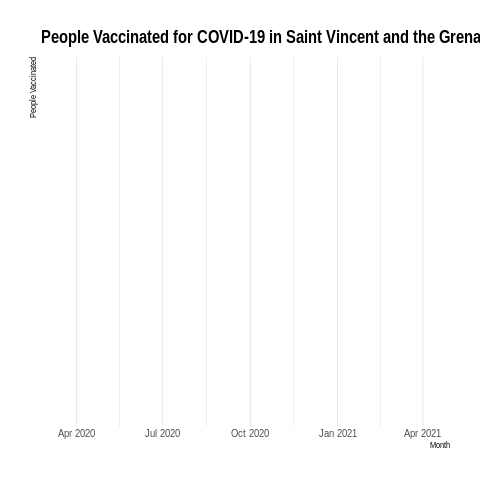 People Vaccinated for COVID-19 in Saint Vincent and the Grena
People Vaccinated
Apr 2020 Jul 2020 Oct 2020 Jan 2021 Apr 2021
Month